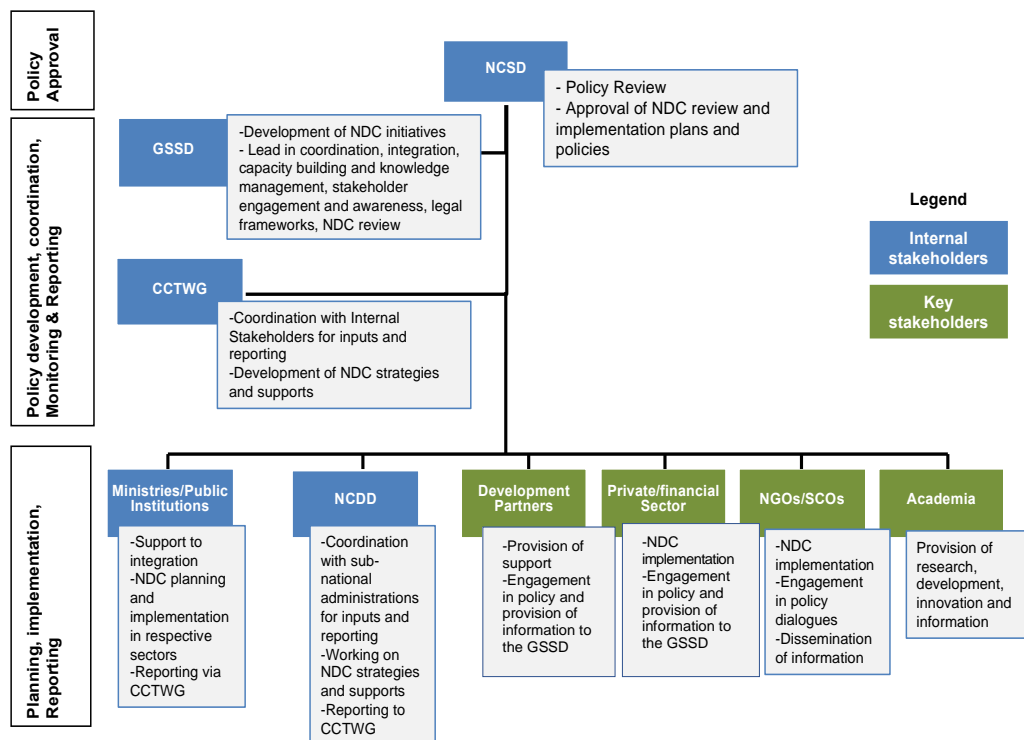 Policy
Approval
NCSD
- Policy Review
- Approval of NDC review and
implementation plans and
policies
Policy development, coordination,
Monitoring & Reporting
GSSD
-Development of NDC initiatives
- Lead in coordination, integration,
capacity building and knowledge
management, stakeholder
engagement and awareness, legal
frameworks, NDC review
CCTWG
-Coordination with Internal
Stakeholders for inputs and
reporting
-Development of NDC strategies
and supports
Legend
Internal
stakeholders
Key
stakeholders
Planning, implementation,
Reporting
Ministries/Public
Institutions
-Support to
integration
-NDC planning
and
implementation
in respective
sectors
-Reporting via
CCTWG
NCDD
-Coordination
with sub-
national
administrations
for inputs and
reporting
-Working on
NDC strategies
and supports
-Reporting to
CCTWG
Development
Partners
-Provision of
support
-Engagement
in policy and
provision of
information to
the GSSD
Private/financial
Sector
-NDC
implementation
-Engagement
in policy and
provision of
information to
the GSSD
NGOs/SCOs
-NDC
implementation
-Engagement
in policy
dialogues
-Dissemination
of information
Academia
Provision of
research,
development,
innovation and
information